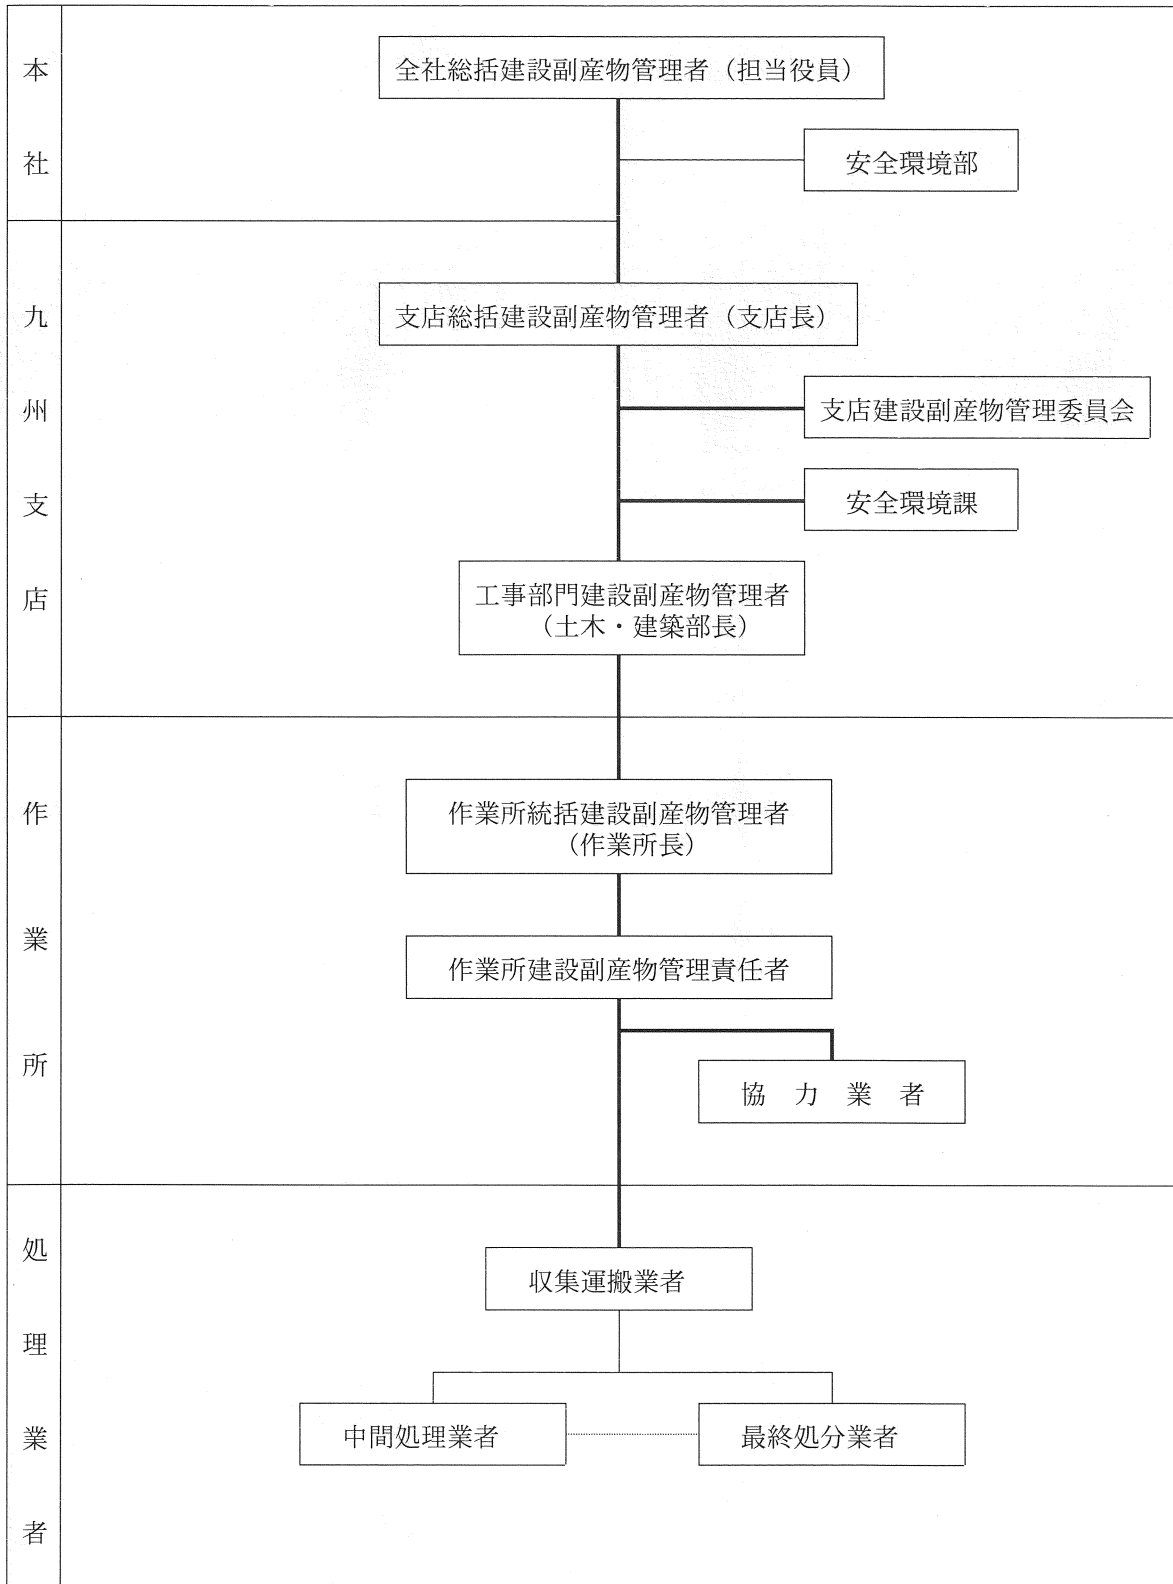 本社
全社総括建設副産物管理者（担当役員）
安全環境部
九州支店
支店総括建設副産物管理者（支店長）
支店建設副産物管理委員会
安全環境課
工事部門建設副産物管理者
（土木・建築部長）
作業所
作業所統括建設副産物管理者
（作業所長）
作業所建設副産物管理責任者
協　力　業　者
処理業者
収集運搬業者
中間処理業者
最終処分業者